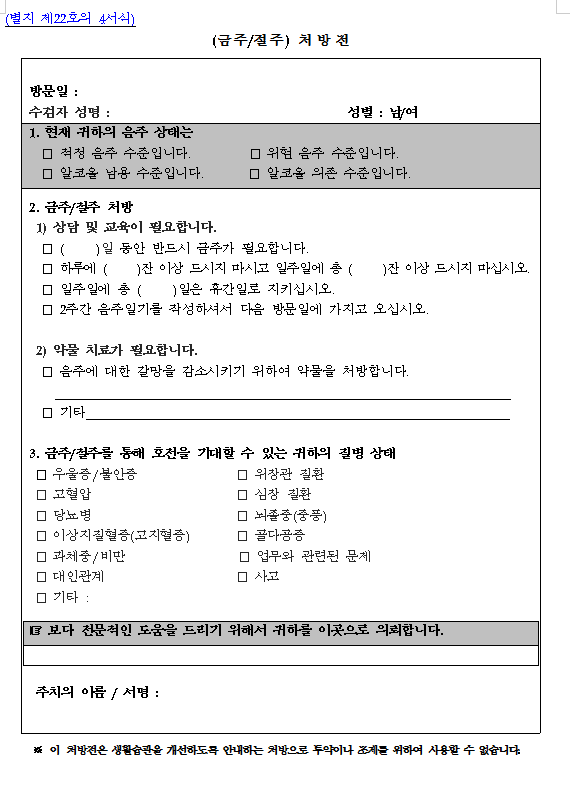 (별지 제22호의 4서식)
(금주/절주) 처방전
방문일 :
수검자 성명 : 성별 : 남/여
1. 현재 귀하의 음주 상태는
□ 적정 음주 수준입니다. □ 위험 음주 수준입니다.
□ 알코올 남용 수준입니다. □ 알코올 의존 수준입니다.
2. 금주/절주 처방
1) 상담 및 교육이 필요합니다.
□ ( )일 동안 반드시 금주가 필요합니다.
□ 하루에 ( )잔 이상 드시지 마시고 일주일에 총 ( )잔 이상 드시지 마십시오.
□ 일주일에 총 ( )일은 휴간일로 지키십시오.
□ 2주간 음주일기를 작성하셔서 다음 방문일에 가지고 오십시오.
2) 약물 치료가 필요합니다.
□ 음주에 대한 갈망을 감소시키기 위하여 약물을 처방합니다.
□ 기타
3. 금주/절주를 통해 호전을 기대할 수 있는 귀하의 질병 상태
□ 우울증/불안증 □ 위장관 질환
□ 고혈압 □ 심장 질환
□ 당뇨병 □ 뇌졸중(중풍)
□ 이상지질혈증(고지혈증) □ 골다공증
□ 과체중/비만 □ 업무와 관련된 문제
□ 대인관계 □ 사고
□ 기타 :
☞ 보다 전문적인 도움을 드리기 위해서 귀하를 이곳으로 의뢰합니다.
주치의 이름 / 서명 :
※ 이 처방전은 생활습관을 개선하도록 안내하는 처방으로 투약이나 조제를 위하여 사용할 수 없습니다.